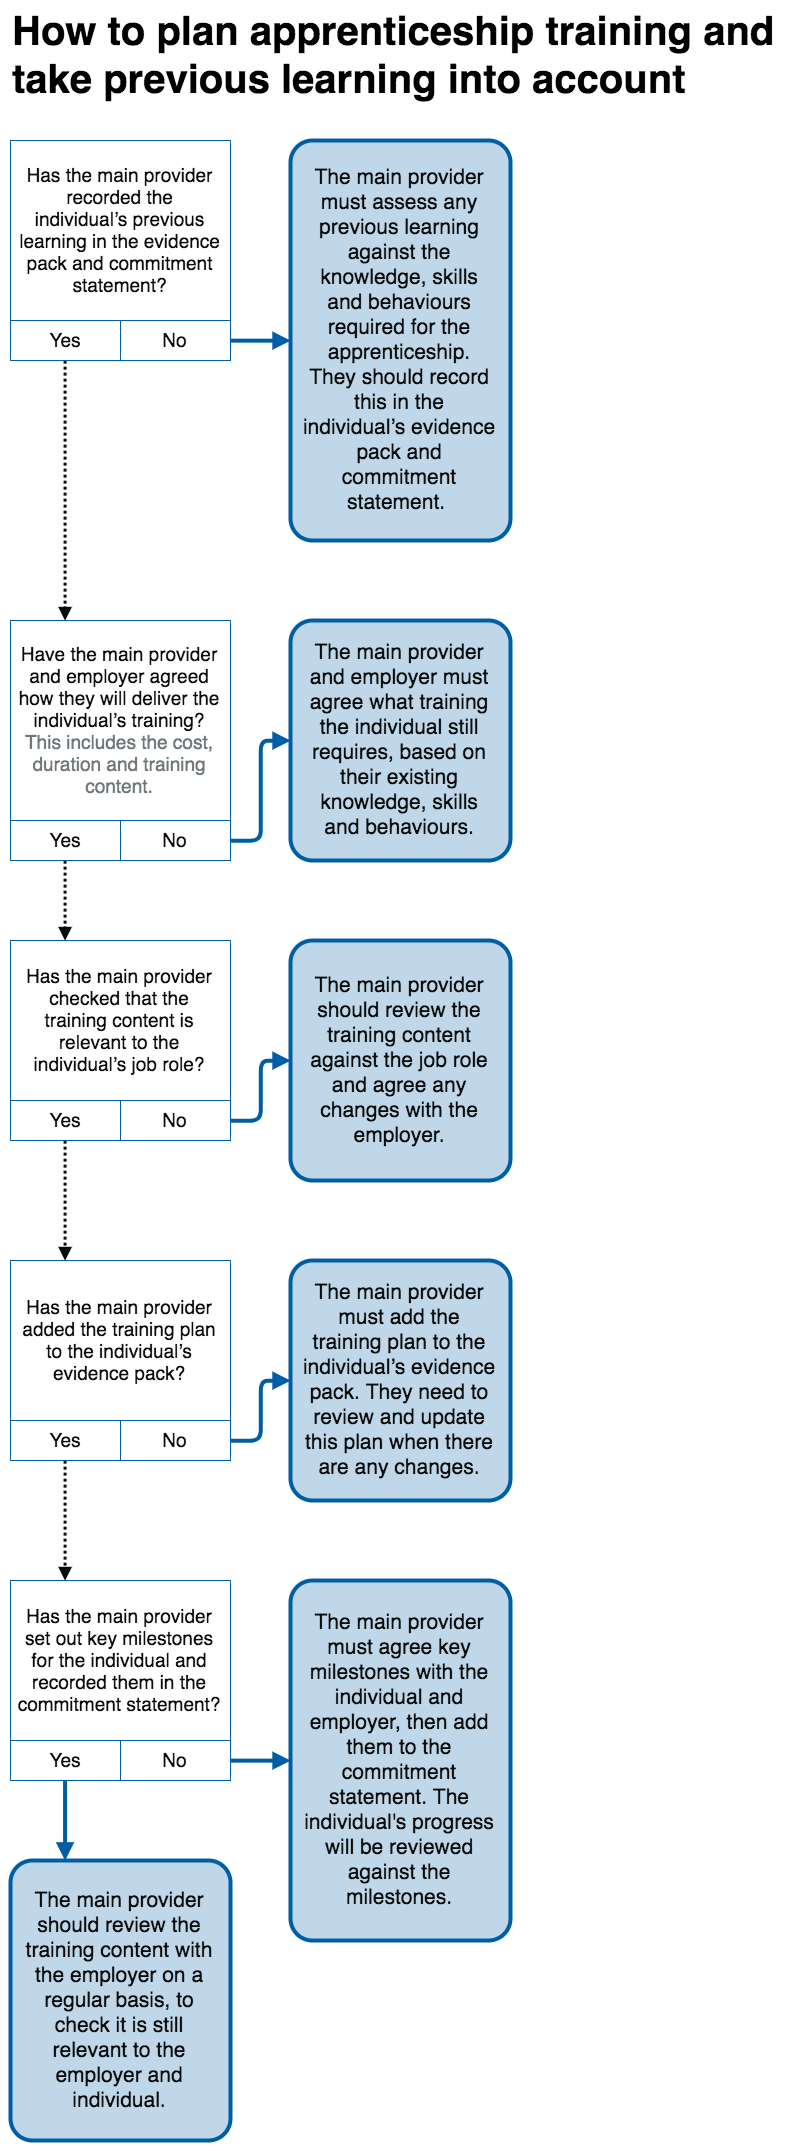 How to plan apprenticeship training and
take previous learning into account
Has the main provider
recorded the
individual’s previous
learning in the evidence
pack and commitment
statement?
Yes
No
The main provider
must assess any
previous learning
against the
knowledge, skills
and behaviours
required for the
apprenticeship.
They should record
this in the
individual’s evidence
pack and
commitment
statement.
Have the main provider
and employer agreed
how they will deliver the
individual’s training?
This includes the cost,
duration and training
content.
Yes
No
The main provider
and employer must
agree what training
the individual still
requires, based on
their existing
knowledge, skills
and behaviours.
Has the main provider
checked that the
training content is
relevant to the
individual’s job role?
Yes
No
The main provider
should review the
training content
against the job role
and agree any
changes with the
employer.
Has the main provider
added the training plan
to the individual’s
evidence pack?
Yes
No
The main provider
must add the
training plan to the
individual’s evidence
pack. They need to
review and update
this plan when there
are any changes.
Has the main provider
set out key milestones
for the individual and
recorded them in the
commitment statement?
Yes
No
The main provider
must agree key
milestones with the
individual and
employer, then add
them to the
commitment
statement. The
individual's progress
will be reviewed
against the
milestones.
The main provider
should review the
training content with
the employer on a
regular basis, to
check it is still
relevant to the
employer and
individual.